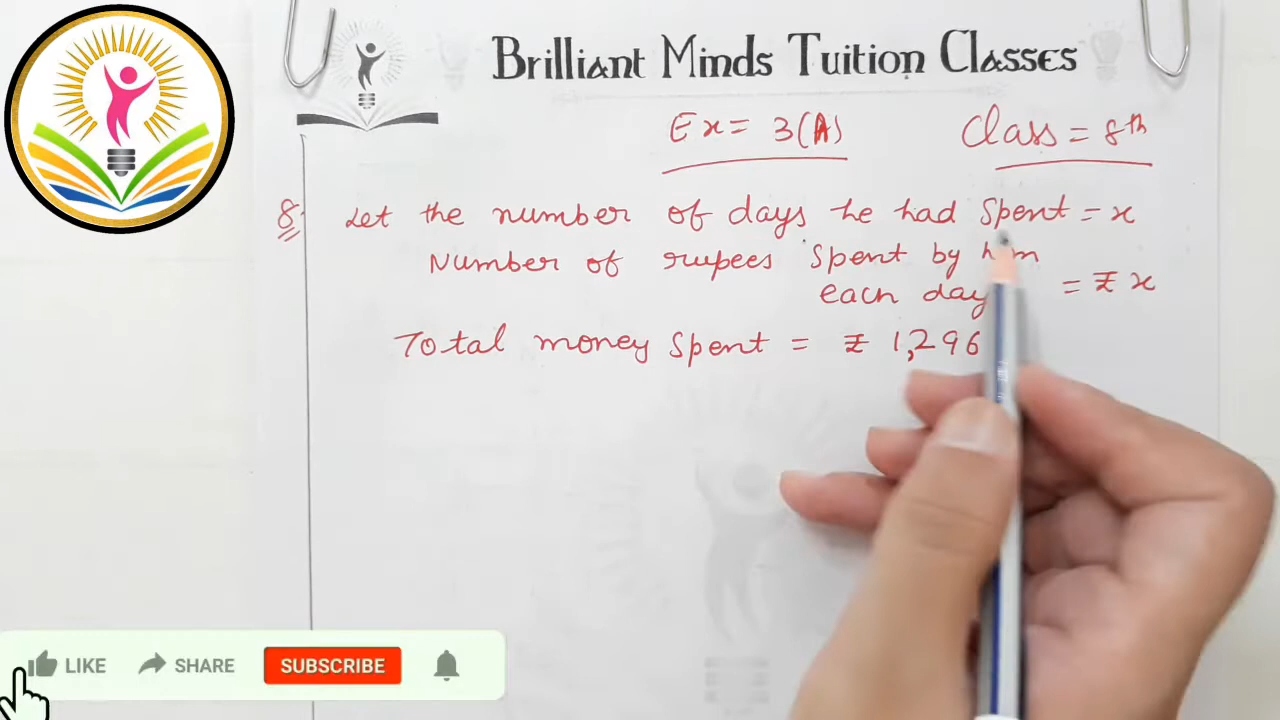 Brilliant Minds Tuition Classes
Ex = 3(A) Class = 8th
8. Let the number of days he had spent = x
Number of rupees spent by him
each day = ₹ x
Total money spent = ₹ 1,296
LIKE SHARE SUBSCRIBE